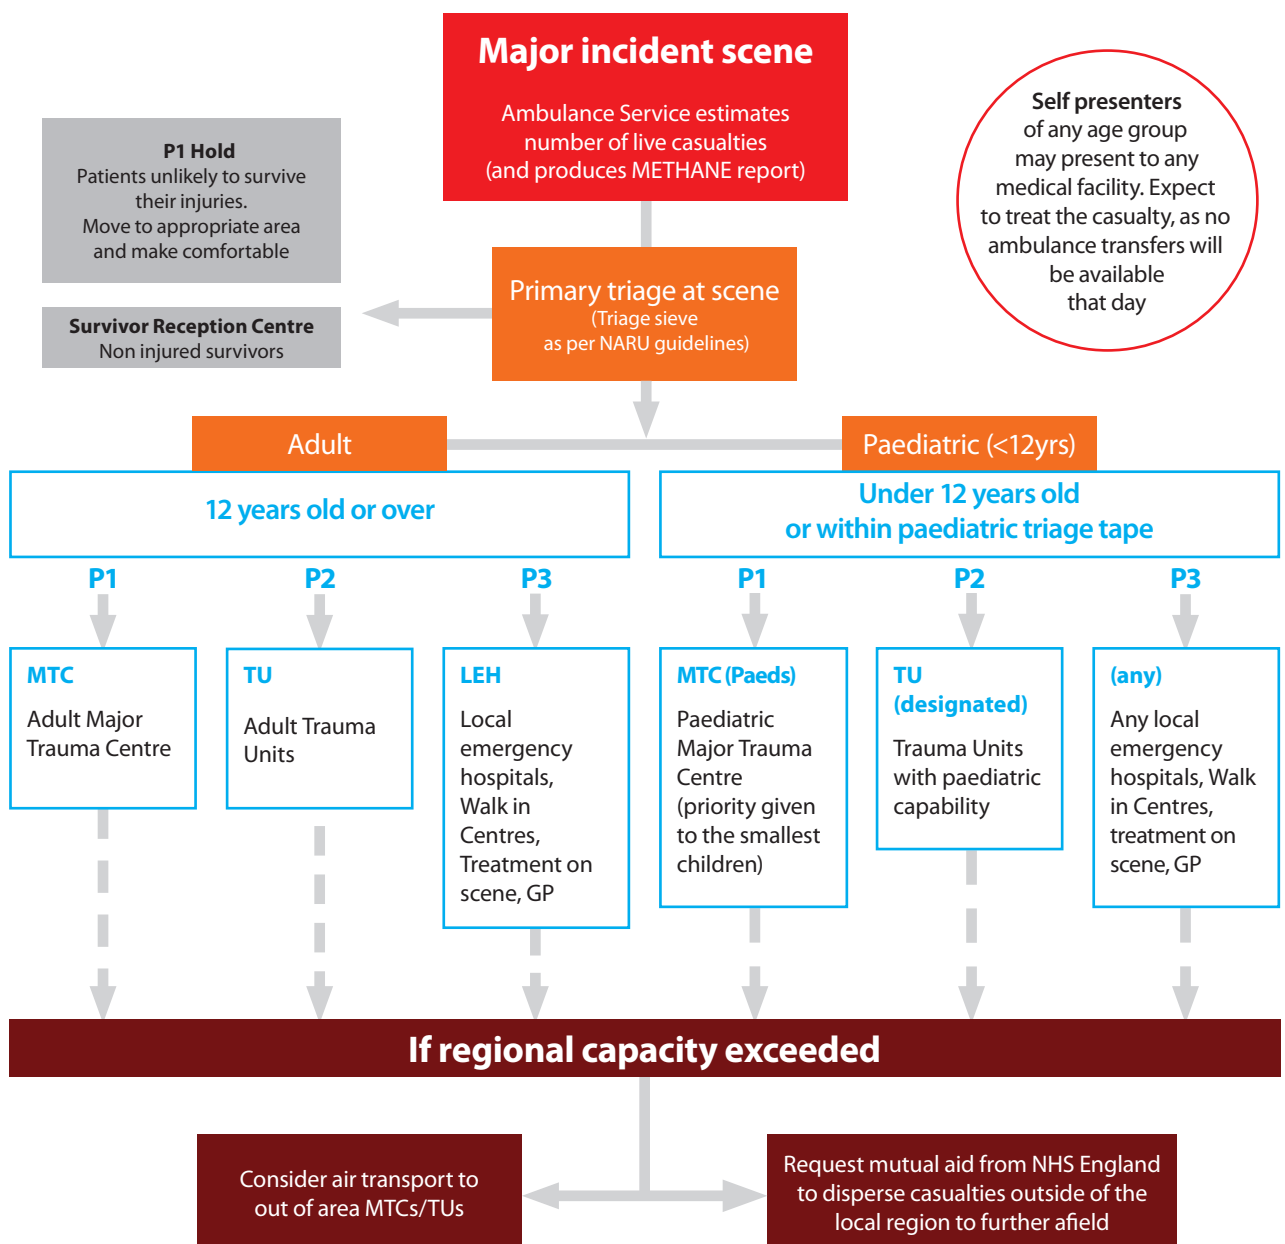 Major incident scene
Ambulance Service estimates
number of live casualties
(and produces METHANE report)
P1 Hold
Patients unlikely to survive
their injuries.
Move to appropriate area
and make comfortable
Survivor Reception Centre
Non injured survivors
Primary triage at scene
(Triage sieve
as per NARU guidelines)
Self presenters
of any age group
may present to any
medical facility. Expect
to treat the casualty, as no
ambulance transfers will
be available
that day
Adult
12 years old or over
Paediatric (<12yrs)
Under 12 years old
or within paediatric triage tape
P1
MTC
Adult Major
Trauma Centre
P2
TU
Adult Trauma
Units
P3
LEH
Local
emergency
hospitals,
Walk in
Centres,
Treatment on
scene, GP
P1
MTC (Paeds)
Paediatric
Major Trauma
Centre
(priority given
to the smallest
children)
P2
TU
(designated)
Trauma Units
with paediatric
capability
P3
(any)
Any local
emergency
hospitals, Walk
in Centres,
treatment on
scene, GP
If regional capacity exceeded
Consider air transport to
out of area MTCs/TUs
Request mutual aid from NHS England
to disperse casualties outside of the
local region to further afield